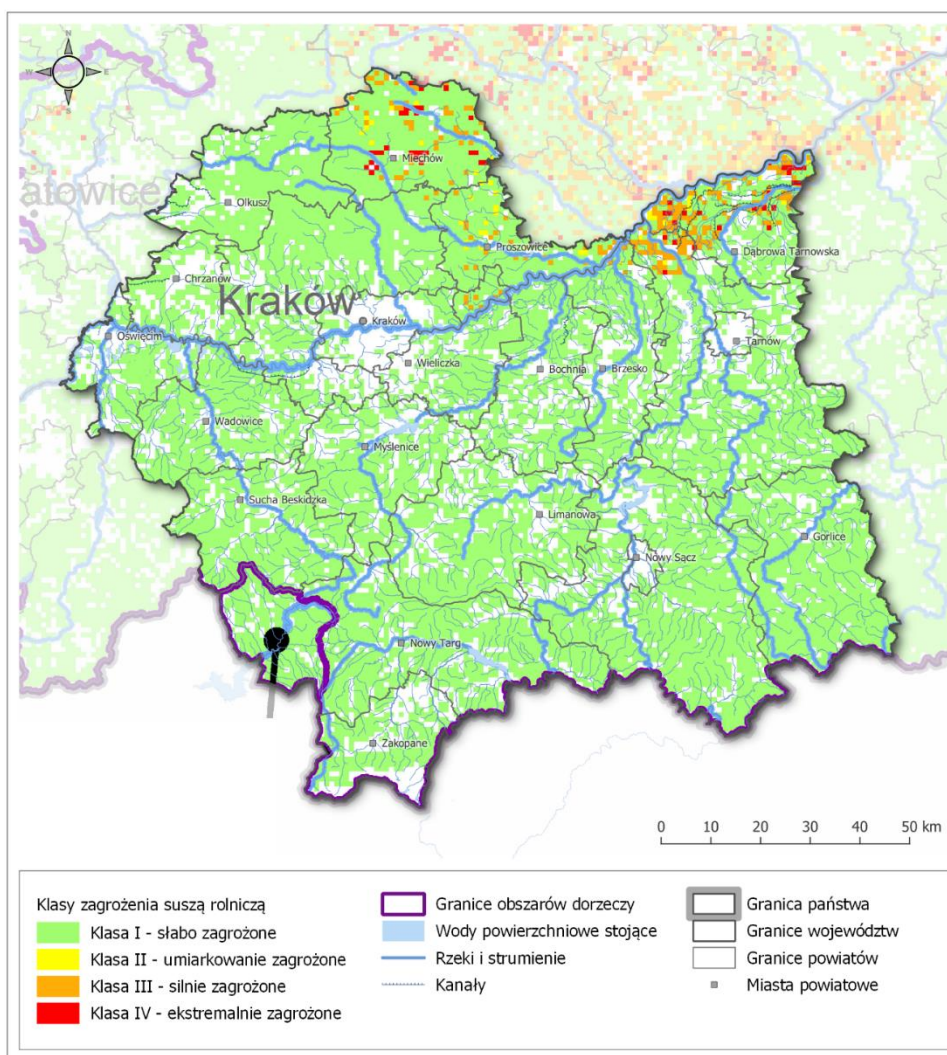 N
W
E
S
atowice
Miechów
Olkusz
Proszowice
Dąbrowa Tarnowska
Chrzanów
Kraków
Kraków
Oświęcim
Tarnów
Wieliczka
Bochnia
Brzesko
Wadowice
Myślenice
Sucha Beskidzka
Limanowa
Gorlice
Nowy Sącz
Nowy Targ
Zakopane
0 10 20 30 40 50 km
Klasy zagrożenia suszą rolniczą
Klasa I - słabo zagrożone
Klasa II - umiarkowanie zagrożone
Klasa III - silnie zagrożone
Klasa IV - ekstremalnie zagrożone
Granice obszarów dorzeczy
Wody powierzchniowe stojące
Rzeki i strumienie
Kanały
Granica państwa
Granice województw
Granice powiatów
Miasta powiatowe